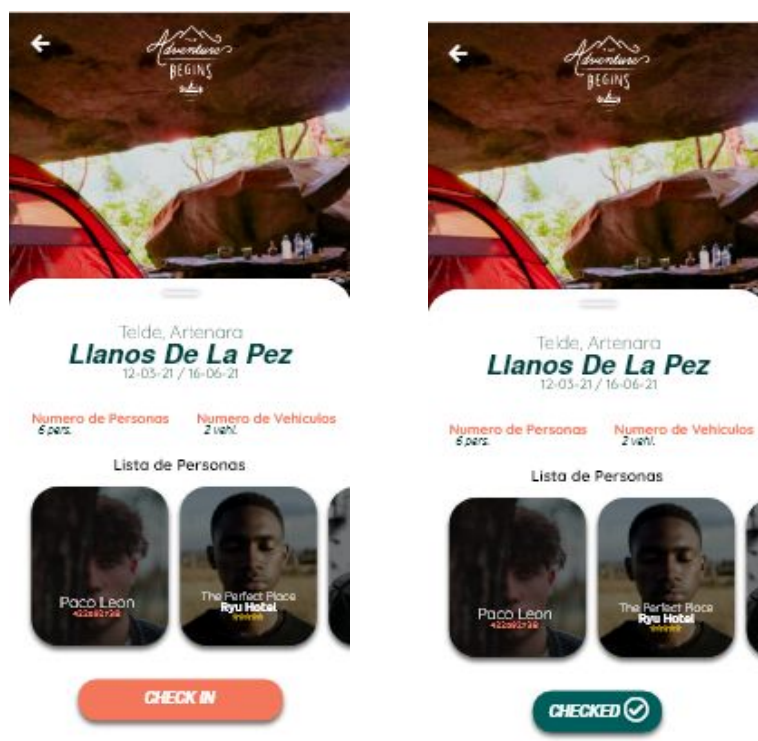 Adventure
BEGINS
Telde, Artenara
Llanos De La Pez
12-03-21 / 16-06-21
Numero de Personas
Numero de Vehiculos
6 pers.
2 vehl.
Lista de Personas
Paco Leon
The Perfect Place
Ryu Hotel
CHECK IN
Adventure
BEGINS
Telde, Artenara
Llanos De La Pez
12-03-21 / 16-06-21
Numero de Personas
Numero de Vehiculos
6 pers.
2 vehl.
Lista de Personas
Paco Leon
The Perfect Place
Ryu Hotel
CHECKED